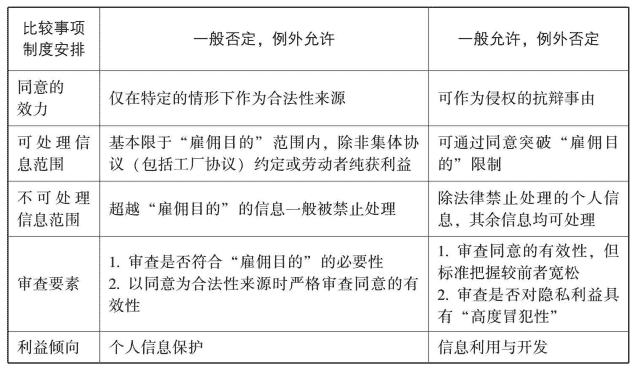 比较事项
制度安排
一般否定，例外允许
一般允许，例外否定
同意的
效力
仅在特定的情形下作为合法性来源
可作为侵权的抗辩事由
可处理信
息范围
基本限于“雇佣目的”范围内，除非集体协
议（包括工厂协议）约定或劳动者纯获利益
可通过同意突破“雇佣目
的”限制
不可处理
信息范围
超越“雇佣目的”的信息一般被禁止处理
除法律禁止处理的个人信
息，其余信息均可处理
审查要素
1. 审查是否符合“雇佣目的”的必要性
2. 以同意为合法性来源时严格审查同意的有
效性
1. 审查同意的有效性，但
标准把握较前者宽松
2. 审查是否对隐私利益具
有“高度冒犯性”
利益倾向
个人信息保护
信息利用与开发